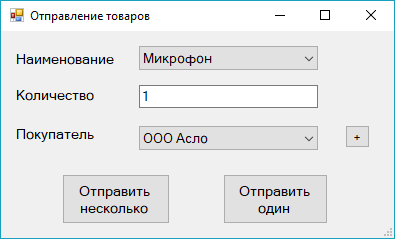 Отправление товаров
Наименование
Микрофон
Количество
1
Покупатель
ООО Асло
+
Отправить
несколько
Отправить
один